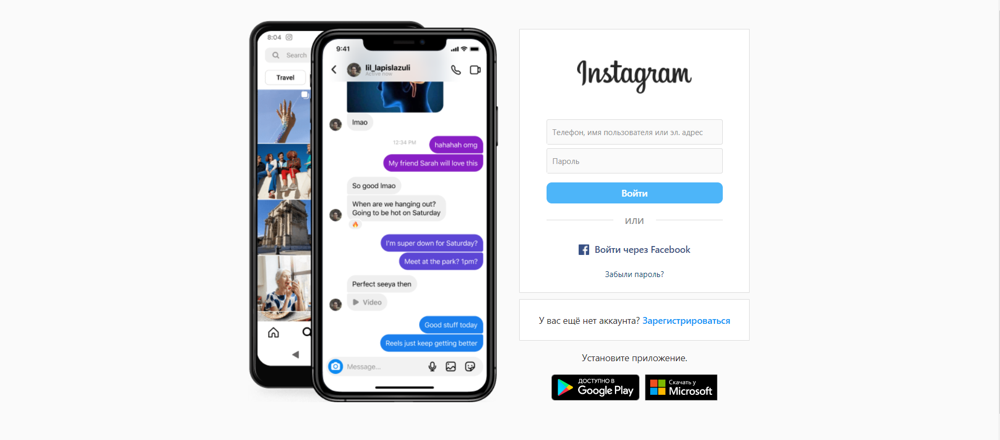 8:04
Search
Travel
9:41
lil_lapislazuli
Active now
lmao
12:34 PM
hahahah omg
My friend Sarah will love this
So good lmao
When are we hanging out?
Going to be hot on Saturday
I'm super down for Saturday?
Meet at the park? 1pm?
Perfect seeya then
Video
Good stuff today
Reels just keep getting better
Message...
Instagram
Телефон, имя пользователя или эл. адрес
Пароль
Войти
ИЛИ
Войти через Facebook
Забыли пароль?
У вас ещё нет аккаунта? Зарегистрироваться
Установите приложение.
ДОСТУПНО В
Google Play
Скачать у
Microsoft